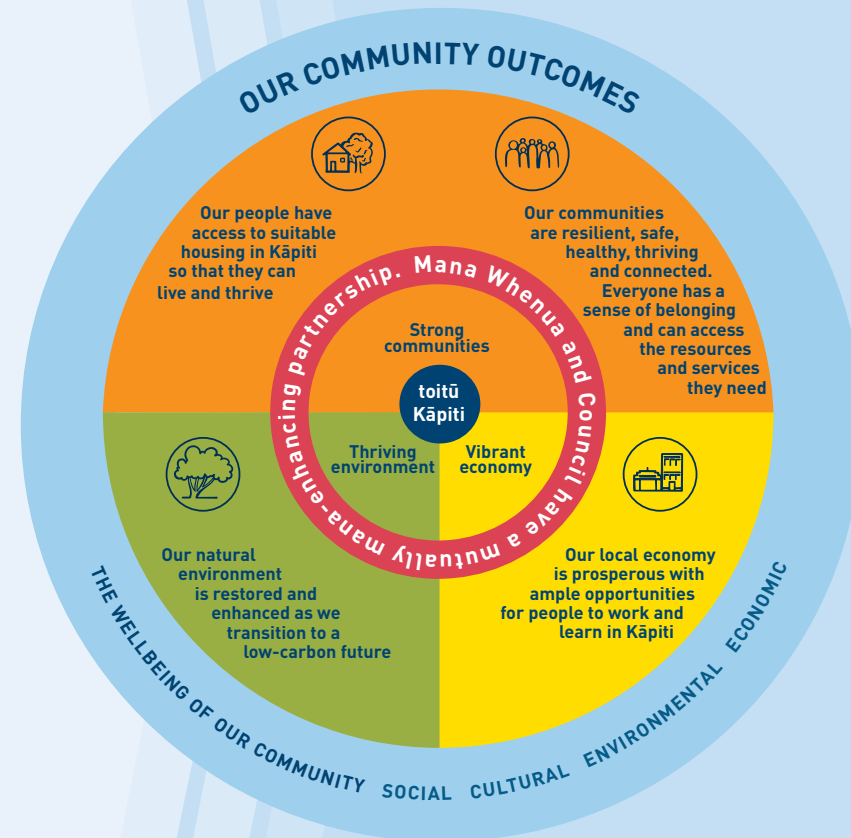 OUR COMMUNITY OUTCOMES
Our people have
access to suitable
housing in Kāpiti
so that they can
live and thrive
Our communities
are resilient, safe,
healthy, thriving
and connected.
Everyone has a
sense of belonging
and can access
the resources
and services
they need
Mana Whenua and Council have a mutually mana-enhancing partnership.
Strong
communities
toitū
Kāpiti
Thriving
environment
Vibrant
economy
Our natural
environment
is restored and
enhanced as we
transition to a
low-carbon future
Our local economy
is prosperous with
ample opportunities
for people to work and
learn in Kāpiti
THE WELLBEING OF OUR COMMUNITY SOCIAL CULTURAL ENVIRONMENTAL ECONOMIC